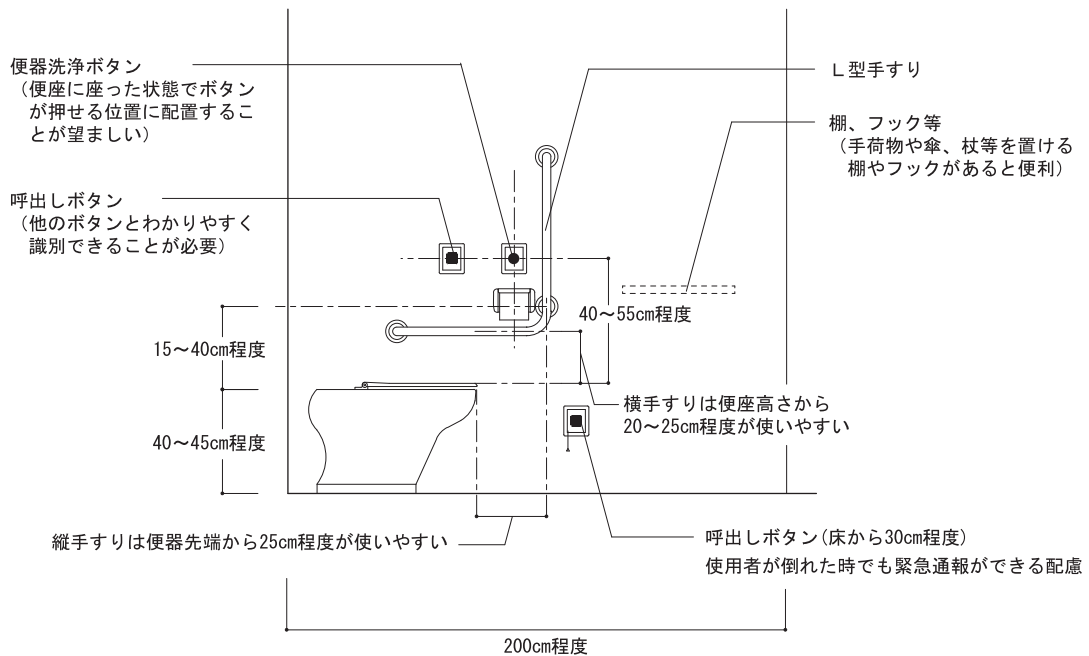 便器洗浄ボタン
（便座に座った状態でボタン
が押せる位置に配置するこ
とが望ましい）
呼出しボタン
（他のボタンとわかりやすく
識別できることが必要）
Ｌ型手すり
棚、フック等
（手荷物や傘、杖等を置ける
棚やフックがあると便利）
40～55cm程度
15～40cm程度
横手すりは便座高さから
20～25cm程度が使いやすい
40～45cm程度
縦手すりは便器先端から25cm程度が使いやすい
呼出しボタン（床から30cm程度）
使用者が倒れた時でも緊急通報ができる配慮
200cm程度